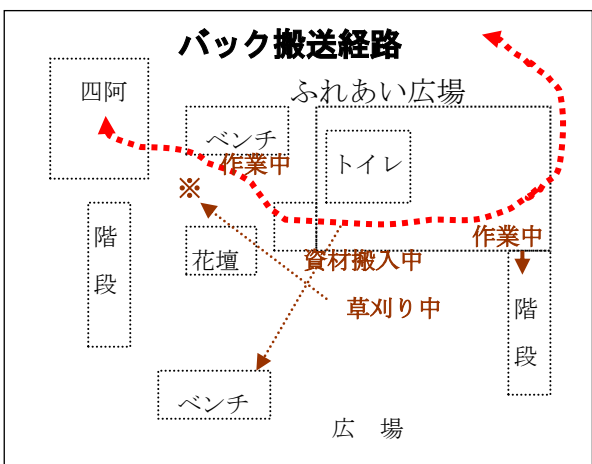 バック搬送経路
四阿
ふれあい広場
ベンチ
作業中
トイレ
※
階段
花壇
作業中
資材搬入中
草刈り中
階段
ベンチ
広 場